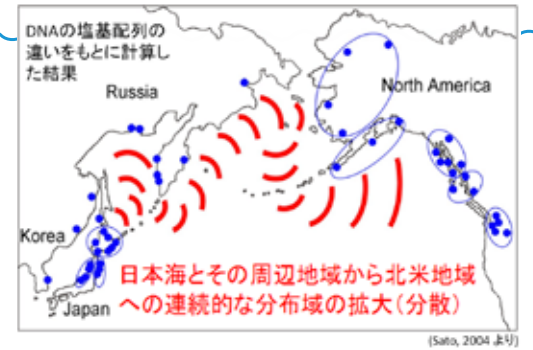 DNAの塩基配列の
違いをもとに計算し
た結果
Russia
North America
Korea
Japan
日本海とその周辺地域から北米地域
への連続的な分布域の拡大(分散)
(Sato, 2004 より)